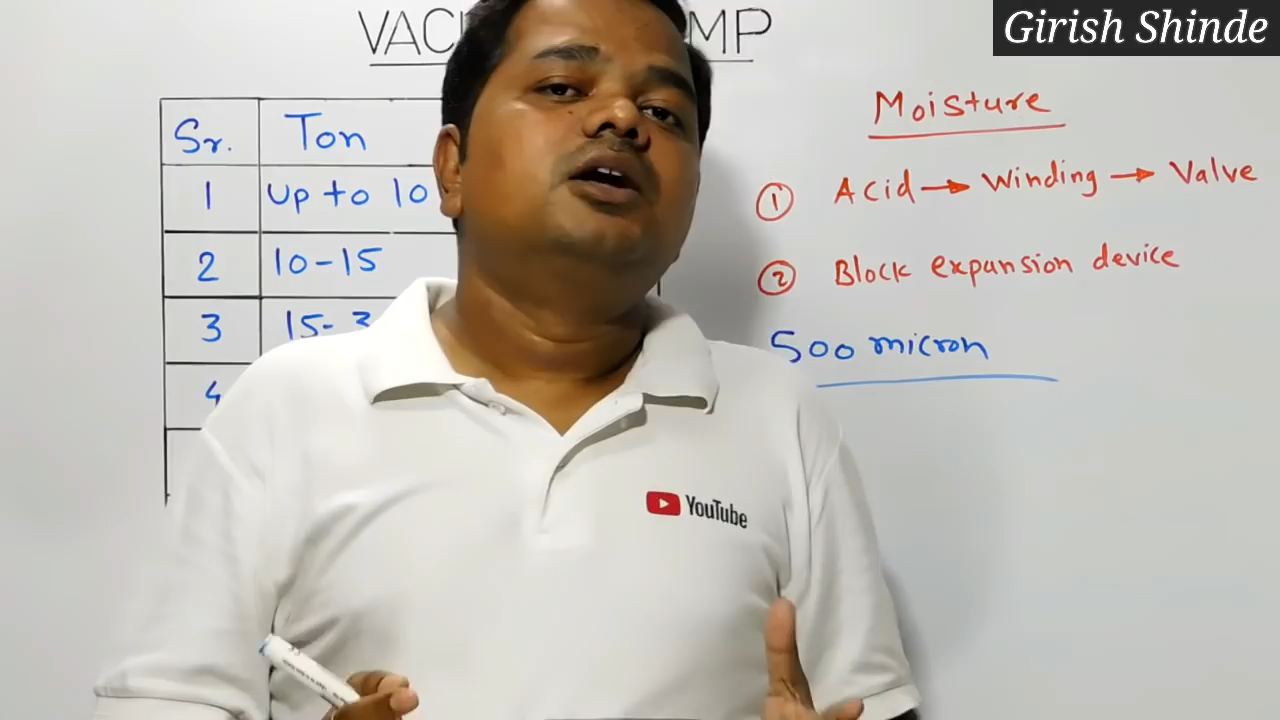 Girish Shinde
Sr.
Ton
1
up to 10
2
10-15
3
4
Moisture
① Acid → Winding → Valve
② Block expansion device
500 micron
YouTube